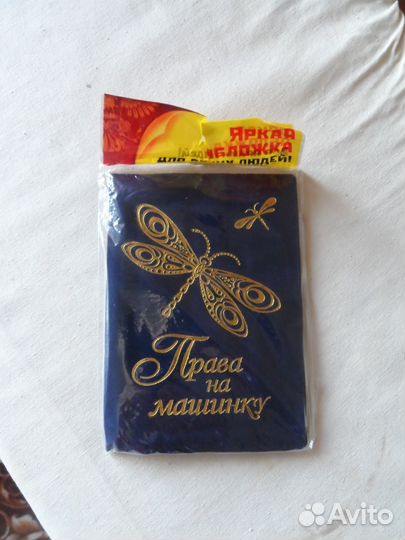 Яркая
обложка
для ярких людей!
Права
на
машинку
Avito